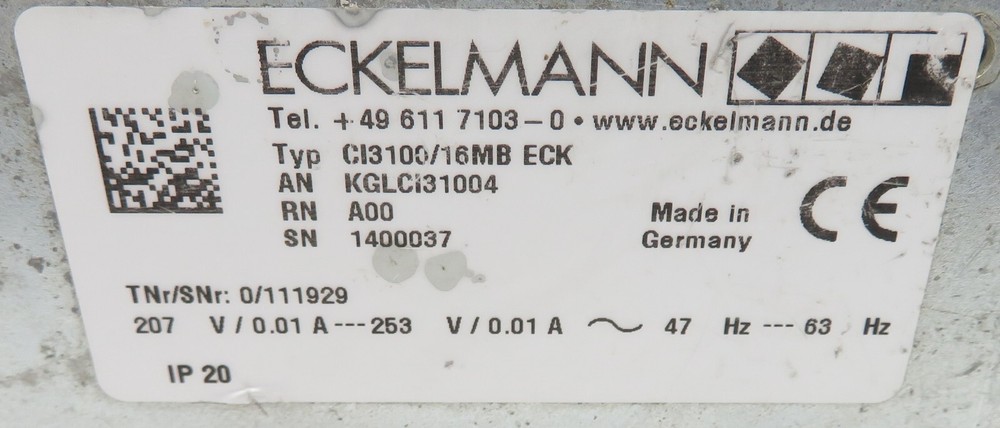 ECKELMANN
Tel. +49 611 7103-0 • www.eckelmann.de
Typ CI3100/16MB ECK
AN KGLCI31004
RN A00
SN 1400037
Made in
Germany
CE
TNr/SNr: 0/111929
207 V / 0.01 A --- 253 V / 0.01 A ~ 47 Hz --- 63 Hz
IP 20